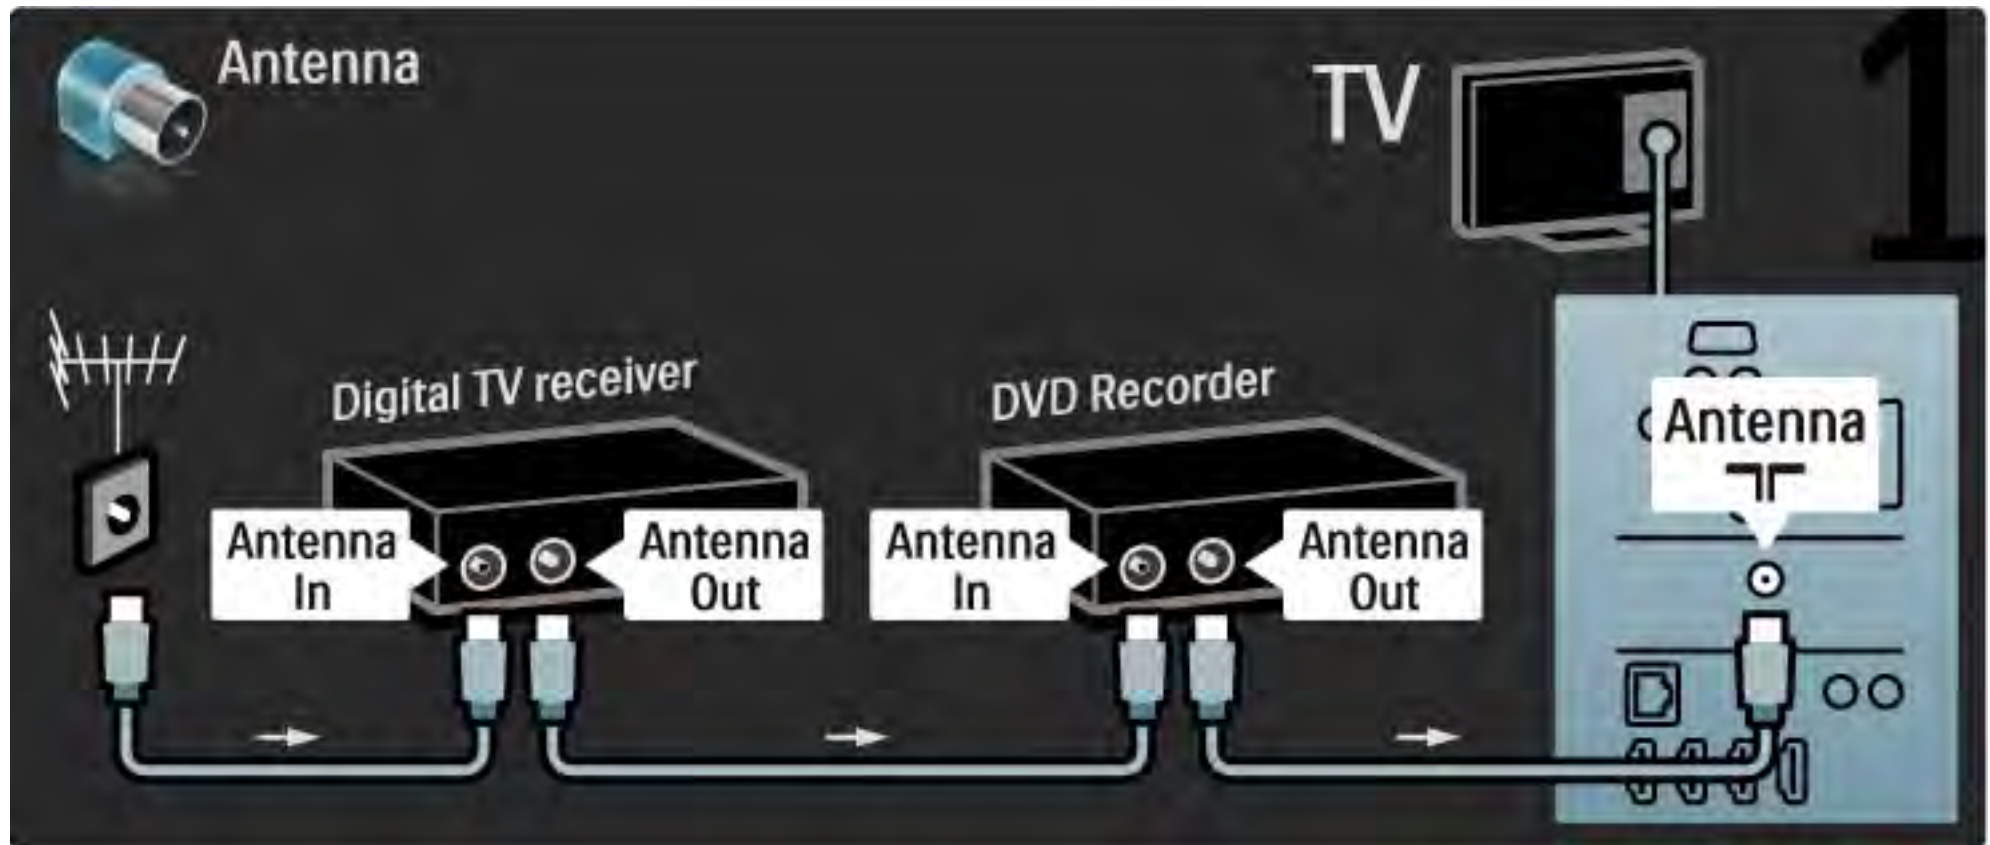 Antenna
TV
1
Digital TV receiver
DVD Recorder
Antenna
Antenna
In
Antenna
Out
Antenna
In
Antenna
Out